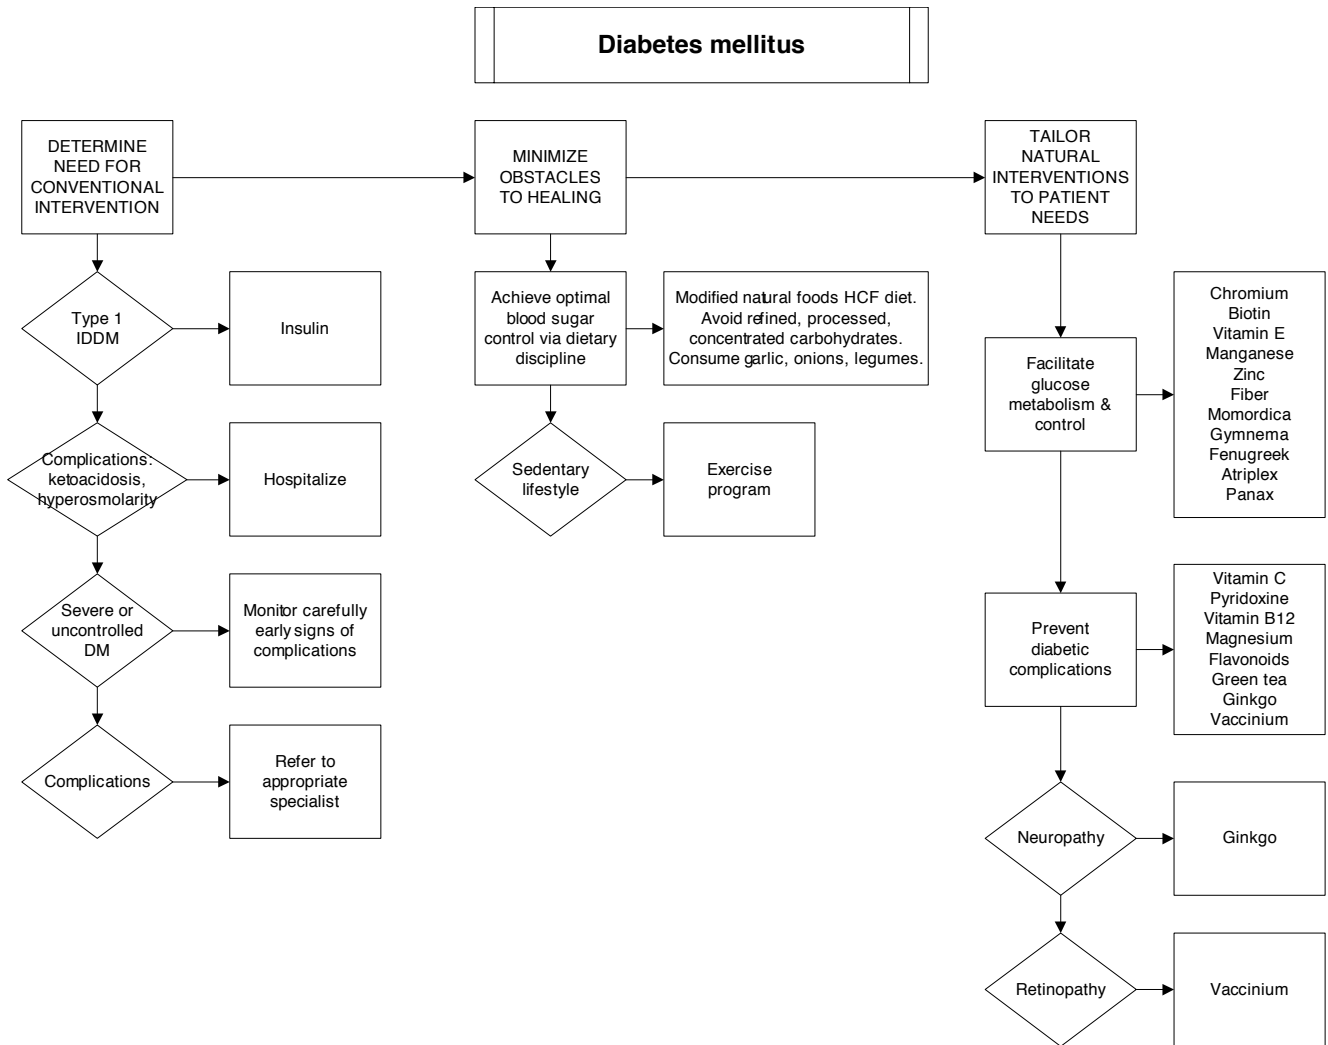 Diabetes mellitus
DETERMINE
NEED FOR
CONVENTIONAL
INTERVENTION
MINIMIZE
OBSTACLES
TO HEALING
TAILOR
NATURAL
INTERVENTIONS
TO PATIENT
NEEDS
Type 1
IDDM
Insulin
Complications:
ketoacidosis,
hyperosmolarity
Hospitalize
Severe or
uncontrolled
DM
Monitor carefully
early signs of
complications
Complications
Refer to
appropriate
specialist
Achieve optimal
blood sugar
control via dietary
discipline
Modified natural foods HCF diet.
Avoid refined, processed,
concentrated carbohydrates.
Consume garlic, onions, legumes.
Sedentary
lifestyle
Exercise
program
Facilitate
glucose
metabolism &
control
Chromium
Biotin
Vitamin E
Manganese
Zinc
Fiber
Momordica
Gymnema
Fenugreek
Atriplex
Panax
Prevent
diabetic
complications
Vitamin C
Pyridoxine
Vitamin B12
Magnesium
Flavonoids
Green tea
Ginkgo
Vaccinium
Neuropathy
Ginkgo
Retinopathy
Vaccinium